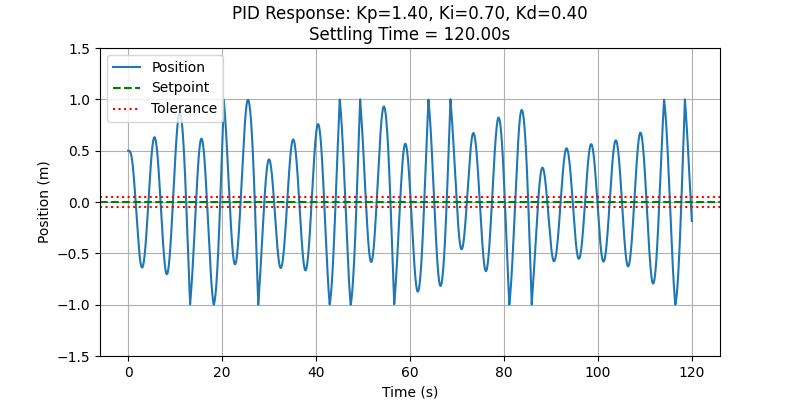 PID Response: Kp=1.40, Ki=0.70, Kd=0.40
Settling Time = 120.00s
Position (m)
1.5
1.0
0.5
0.0
−0.5
−1.0
−1.5
Position
Setpoint
Tolerance
0 20 40 60 80 100 120
Time (s)